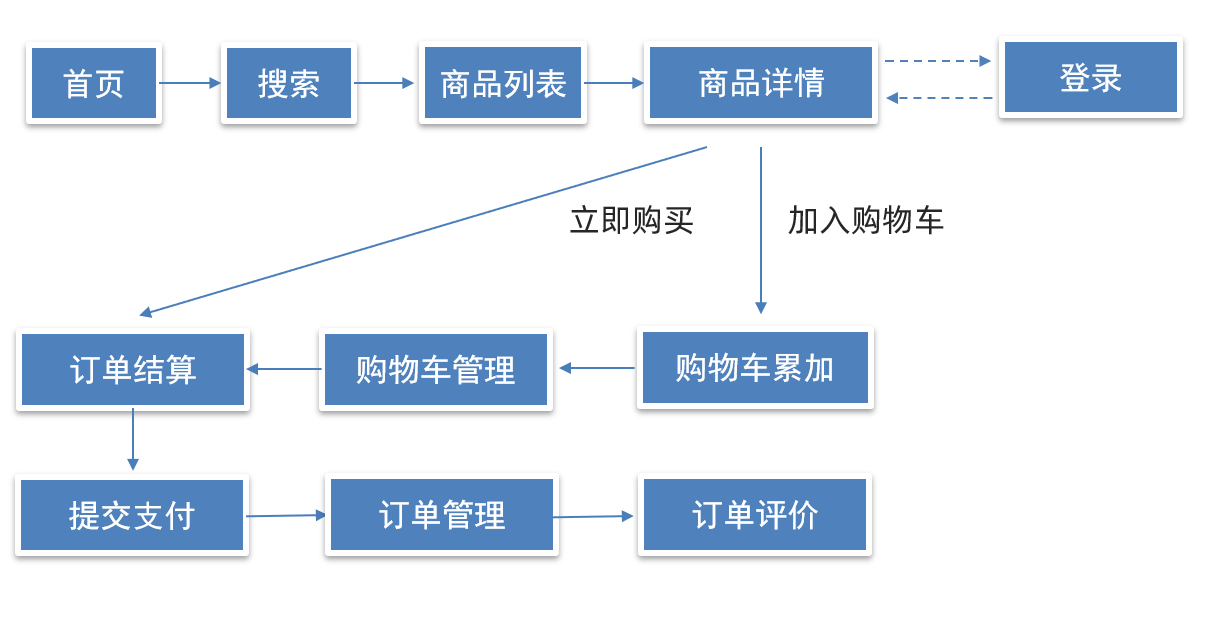 首页
搜索
商品列表
商品详情
登录
立即购买
加入购物车
订单结算
购物车管理
购物车累加
提交支付
订单管理
订单评价